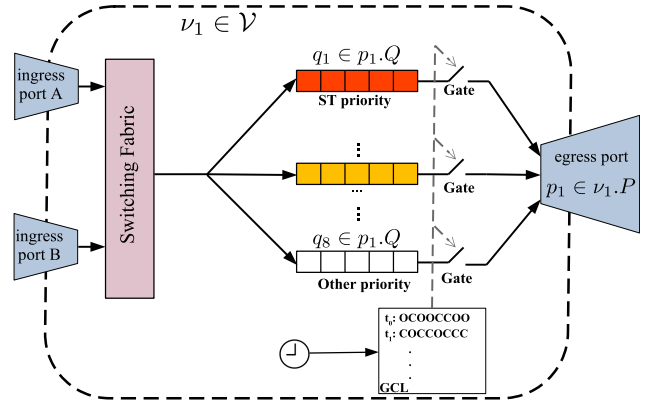 ν₁ ∈ 𝒱
ingress
port A
Switching Fabric
ingress
port B
q₁ ∈ p₁.Q
ST priority
Gate
...
Gate
q₈ ∈ p₁.Q
Other priority
Gate
egress port
p₁ ∈ ν₁.P
t₀: OCOOCCOO
t₁: COCCOCCC
.
.
.
GCL